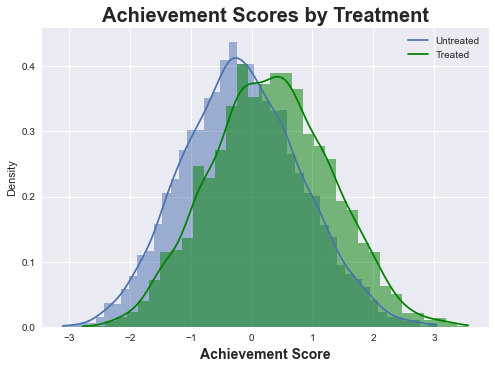 Achievement Scores by Treatment
Untreated
Treated
Density
0.4
0.3
0.2
0.1
0.0
−3
−2
−1
0
1
2
3
Achievement Score